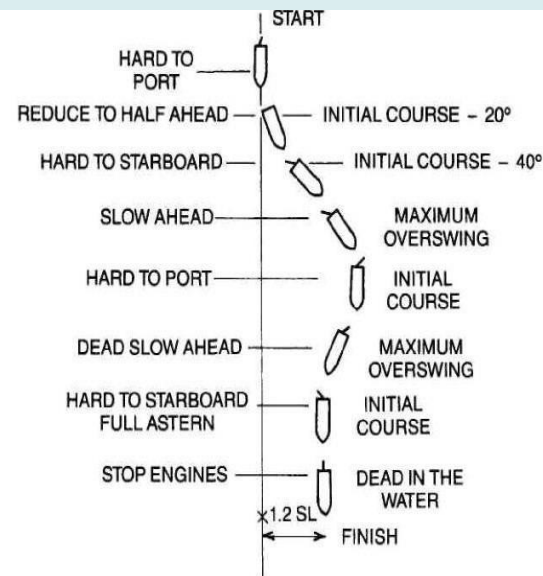 START
HARD TO
PORT
REDUCE TO HALF AHEAD
INITIAL COURSE – 20º
HARD TO STARBOARD
INITIAL COURSE – 40º
SLOW AHEAD
MAXIMUM
OVERSWING
HARD TO PORT
INITIAL
COURSE
DEAD SLOW AHEAD
MAXIMUM
OVERSWING
HARD TO STARBOARD
FULL ASTERN
INITIAL
COURSE
STOP ENGINES
DEAD IN THE
WATER
1.2 SL
FINISH